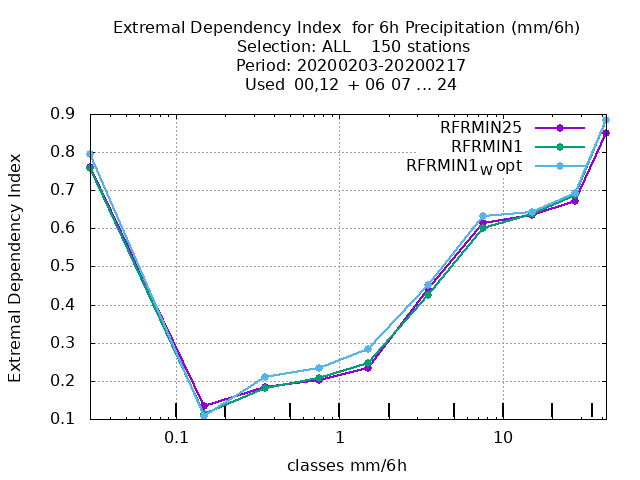 Extremal Dependency Index  for 6h Precipitation (mm/6h)
Selection: ALL    150 stations
Period: 20200203-20200217
Used  00,12  + 06 07 ... 24
RFRMIN25
RFRMIN1
RFRMIN1W opt
Extremal Dependency Index
0.9
0.8
0.7
0.6
0.5
0.4
0.3
0.2
0.1
0.1 1 10
classes mm/6h